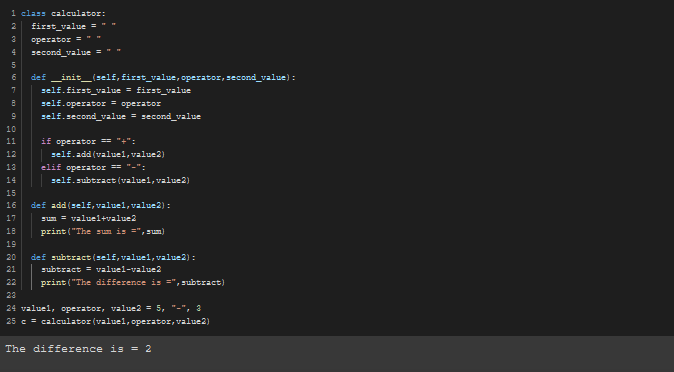 1 class calculator:
2 first_value = " "
3 operator = " "
4 second_value = " "
5
6 def __init__(self,first_value,operator,second_value):
7 self.first_value = first_value
8 self.operator = operator
9 self.second_value = second_value
10
11 if operator == "+":
12 self.add(value1,value2)
13 elif operator == "-":
14 self.subtract(value1,value2)
15
16 def add(self,value1,value2):
17 sum = value1+value2
18 print("The sum is =",sum)
19
20 def subtract(self,value1,value2):
21 subtract = value1-value2
22 print("The difference is =",subtract)
23
24 value1, operator, value2 = 5, "-", 3
25 c = calculator(value1,operator,value2)
The difference is = 2